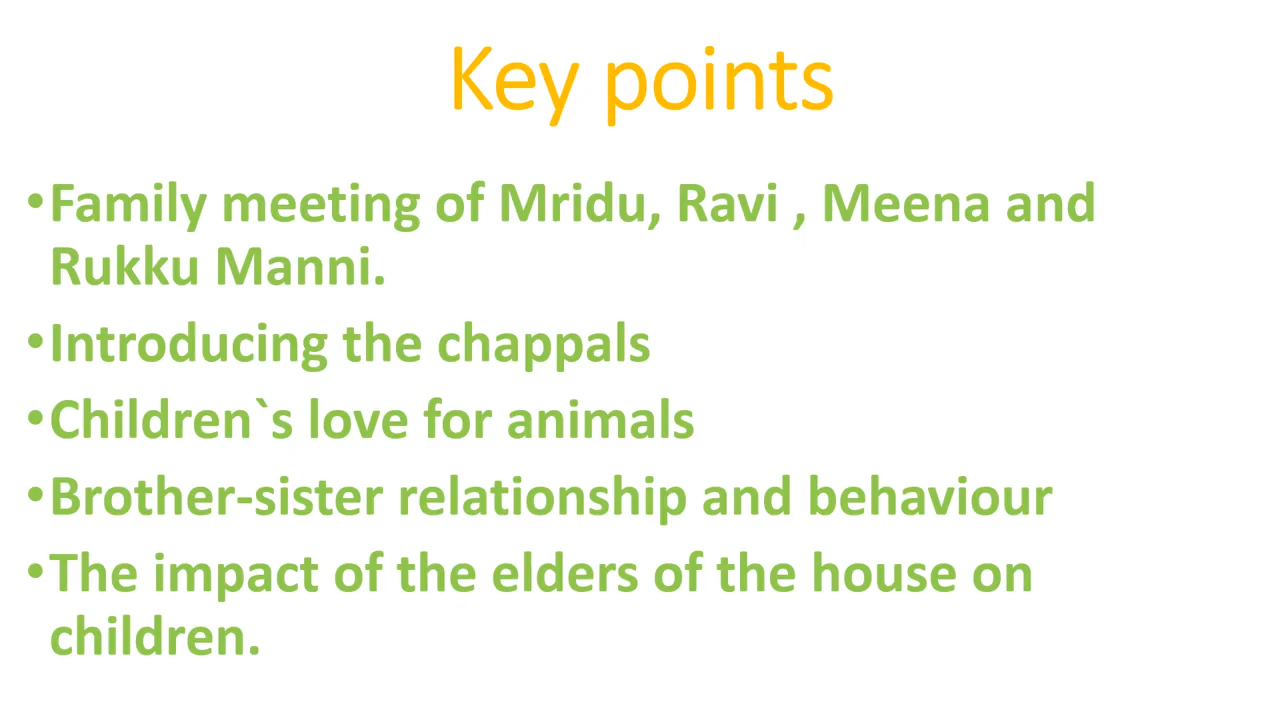 Key points
•Family meeting of Mridu, Ravi , Meena and
Rukku Manni.
•Introducing the chappals
•Children`s love for animals
•Brother-sister relationship and behaviour
•The impact of the elders of the house on
children.